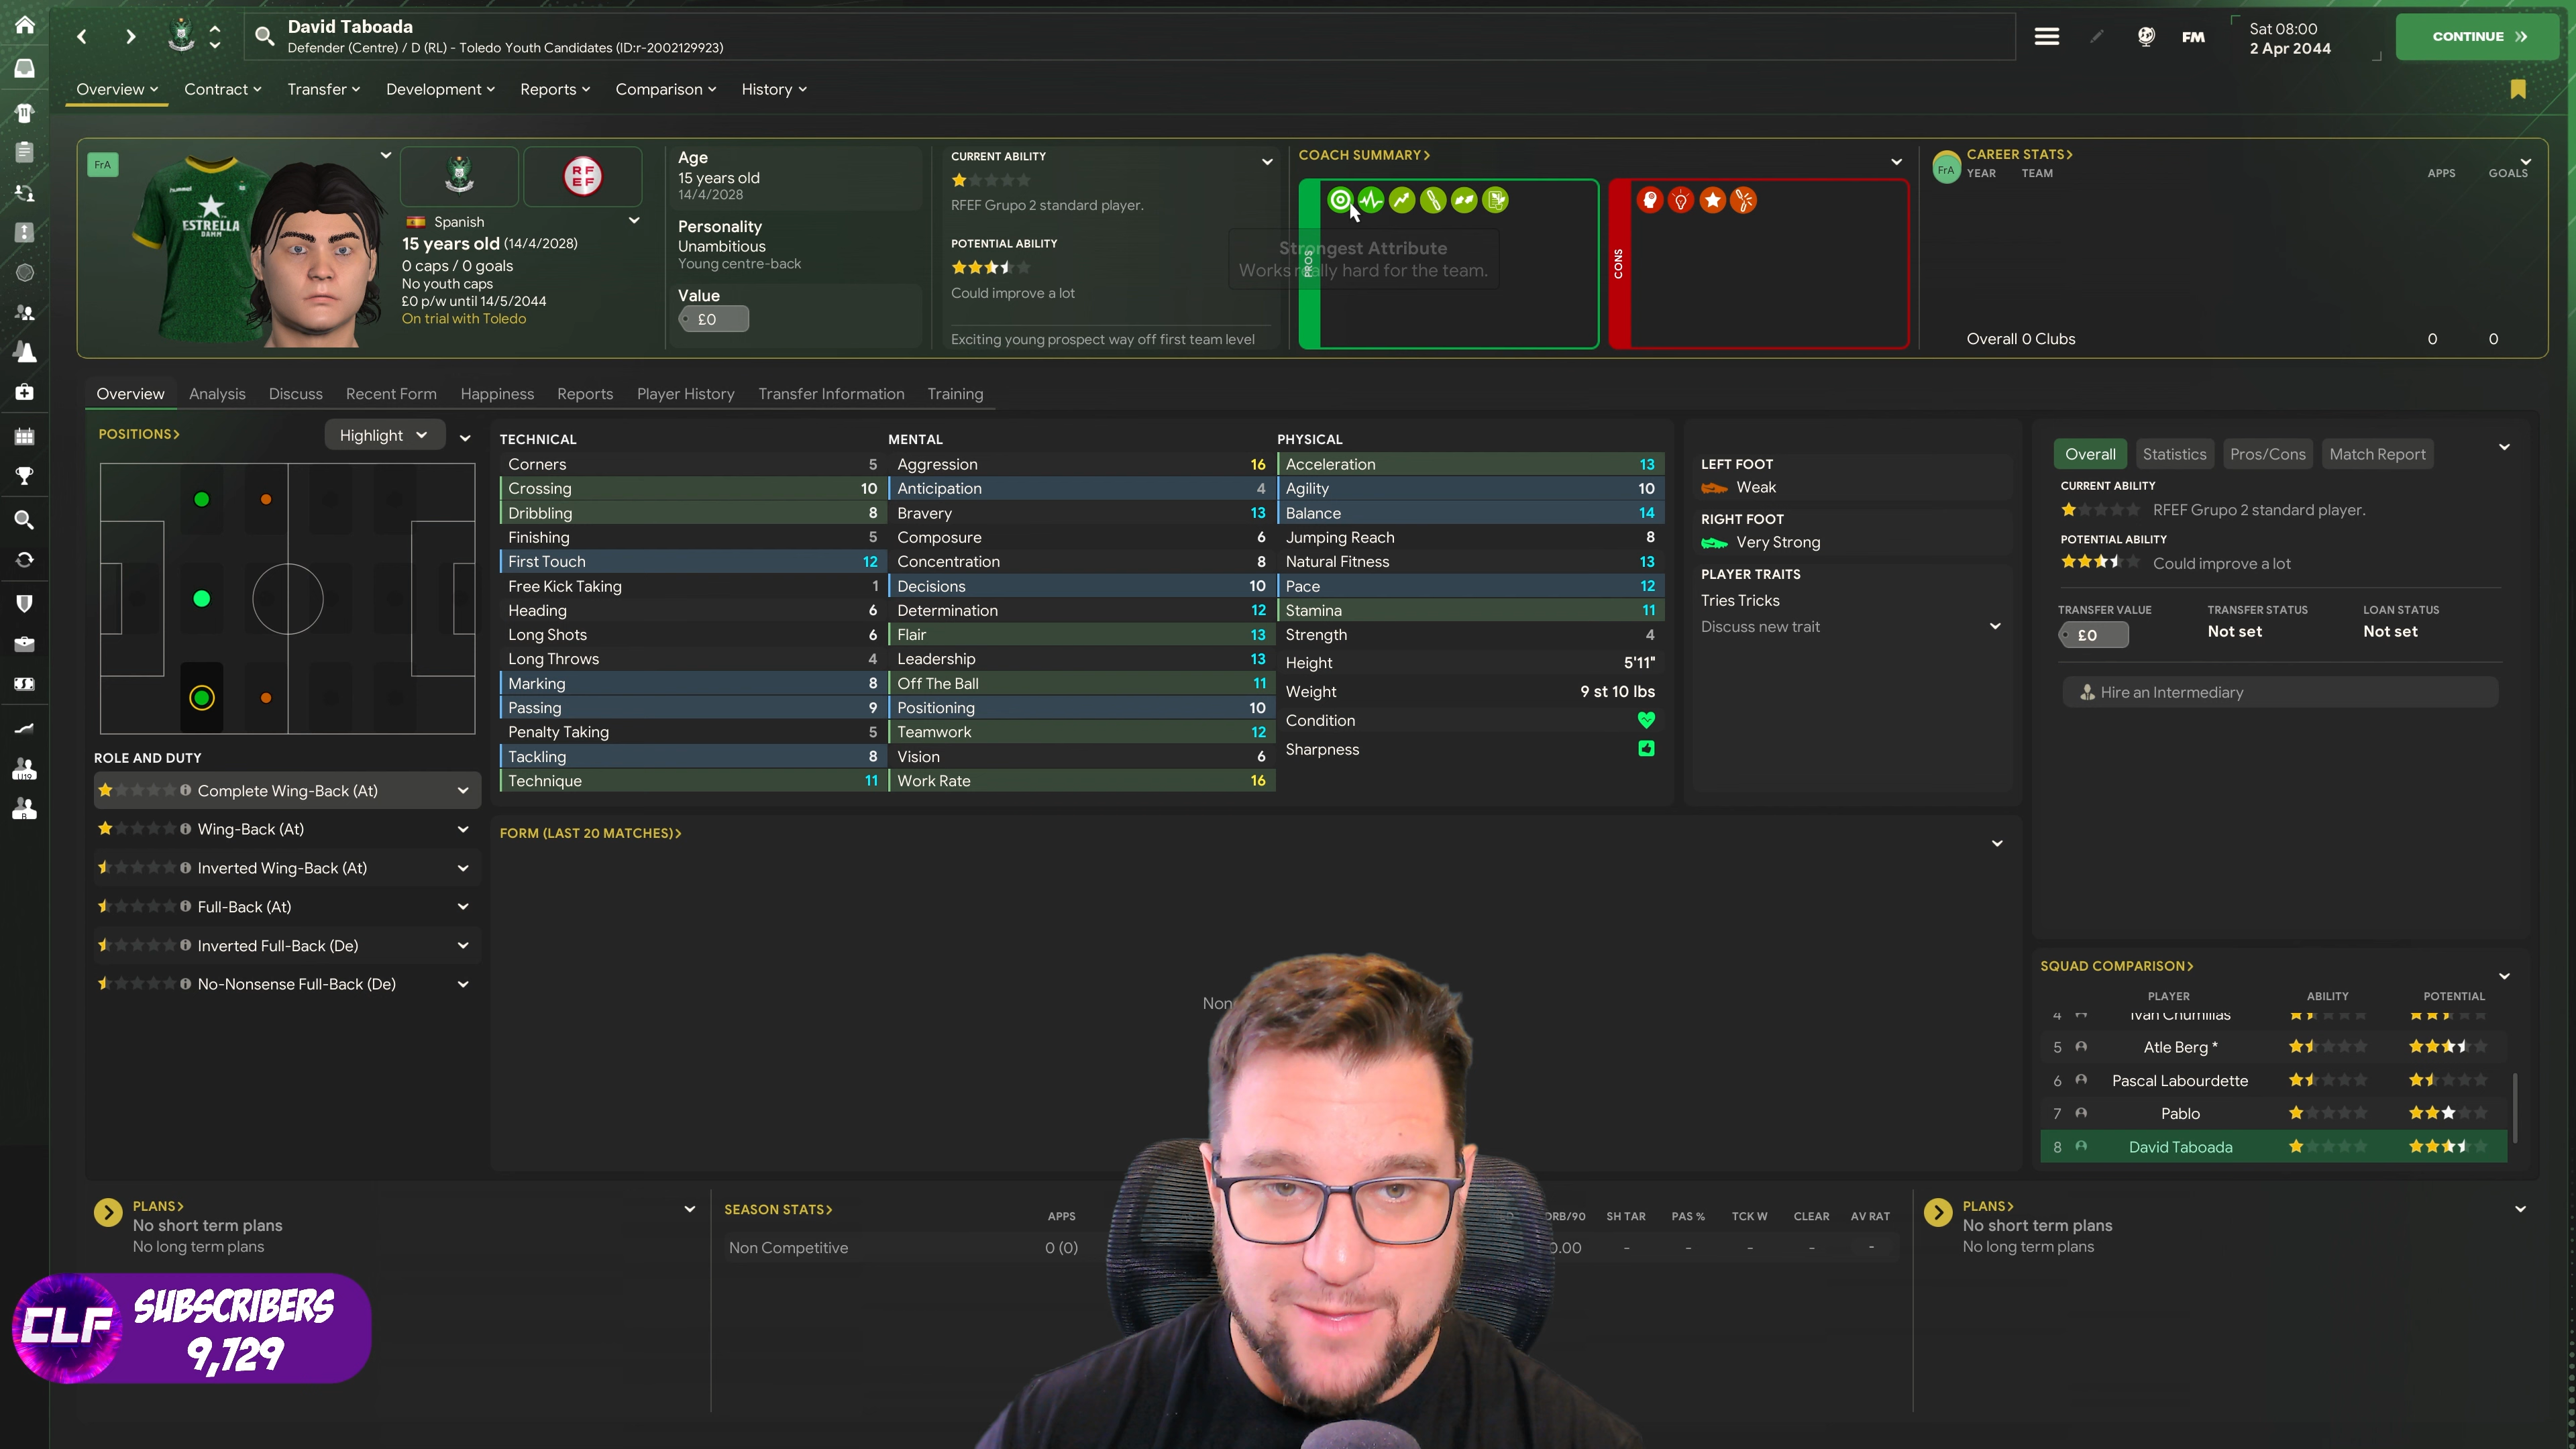 David Taboada
Defender (Centre) / D (RL) - Toledo Youth Candidates (ID:r-2002129923)
FM
Sat 08:00
2 Apr 2044
CONTINUE
Overview
Contract
Transfer
Development
Reports
Comparison
History
FrA
hummel
ESTRELLA
DAMM
RF
EF
Spanish
15 years old (14/4/2028)
0 caps / 0 goals
No youth caps
£0 p/w until 14/5/2044
On trial with Toledo
Age
15 years old
14/4/2028
Personality
Unambitious
Young centre-back
Value
£0
CURRENT ABILITY
RFEF Grupo 2 standard player.
POTENTIAL ABILITY
Could improve a lot
Exciting young prospect way off first team level
COACH SUMMARY>
PROS
Strongest Attribute
Works really hard for the team.
CONS
FrA
CAREER STATS>
YEAR TEAM APPS GOALS
Overall 0 Clubs 0 0
Overview Analysis Discuss Recent Form Happiness Reports Player History Transfer Information Training
POSITIONS>
Highlight
ROLE AND DUTY
Complete Wing-Back (At)
Wing-Back (At)
Inverted Wing-Back (At)
Full-Back (At)
Inverted Full-Back (De)
No-Nonsense Full-Back (De)
TECHNICAL
Corners 5
Crossing 10
Dribbling 8
Finishing 5
First Touch 12
Free Kick Taking 1
Heading 6
Long Shots 6
Long Throws 4
Marking 8
Passing 9
Penalty Taking 5
Tackling 8
Technique 11
MENTAL
Aggression 16
Anticipation 4
Bravery 13
Composure 6
Concentration 8
Decisions 10
Determination 12
Flair 13
Leadership 13
Off The Ball 11
Positioning 10
Teamwork 12
Vision 6
Work Rate 16
PHYSICAL
Acceleration 13
Agility 10
Balance 14
Jumping Reach 8
Natural Fitness 13
Pace 12
Stamina 11
Strength 4
Height 5'11"
Weight 9 st 10 lbs
Condition
Sharpness
LEFT FOOT
Weak
RIGHT FOOT
Very Strong
PLAYER TRAITS
Tries Tricks
Discuss new trait
Overall Statistics Pros/Cons Match Report
CURRENT ABILITY
RFEF Grupo 2 standard player.
POTENTIAL ABILITY
Could improve a lot
TRANSFER VALUE TRANSFER STATUS LOAN STATUS
£0 Not set Not set
Hire an Intermediary
FORM (LAST 20 MATCHES)>
SQUAD COMPARISON>
PLAYER ABILITY POTENTIAL
4 Ivan Chumillas
5 Atle Berg *
6 Pascal Labourdette
7 Pablo
8 David Taboada
PLANS>
No short term plans
No long term plans
SEASON STATS>
APPS DRB/90 SH TAR PAS % TCK W CLEAR AV RAT
Non Competitive 0 (0) 0.00 - - - - -
PLANS>
No short term plans
No long term plans
CLF
SUBSCRIBERS
9,729
U19
B
11